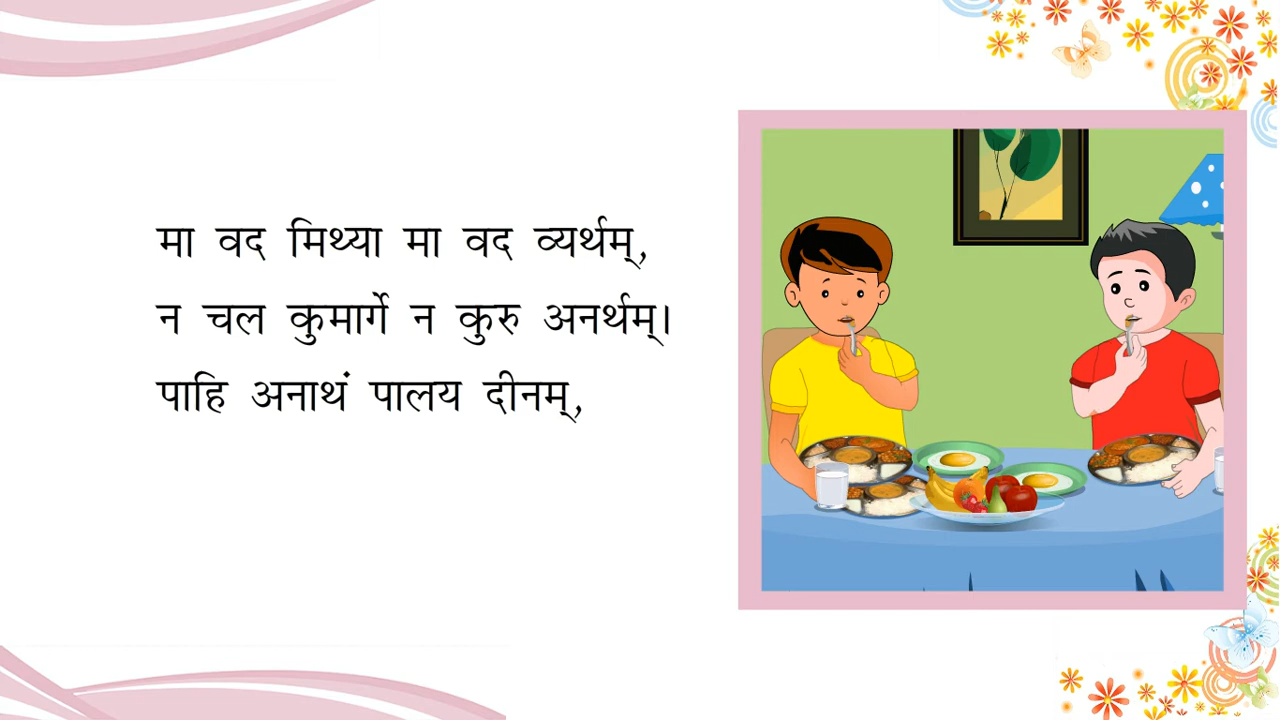 मा वद मिथ्या मा वद व्यर्थम्,
न चल कुमार्गे न कुरु अनर्थम्।
पाहि अनाथं पालय दीनम्,